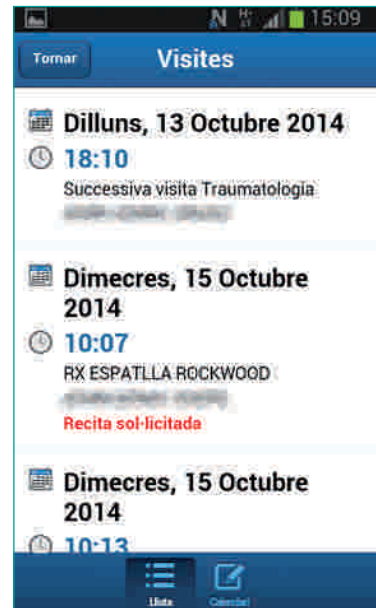 15:09
Tornar
Visites
Dilluns, 13 Octubre 2014
18:10
Successiva visita Traumatologia
Dimecres, 15 Octubre
2014
10:07
RX ESPATLLA ROCKWOOD
Recita sol·licitada
Dimecres, 15 Octubre
2014
10:13
Llista
Calendari